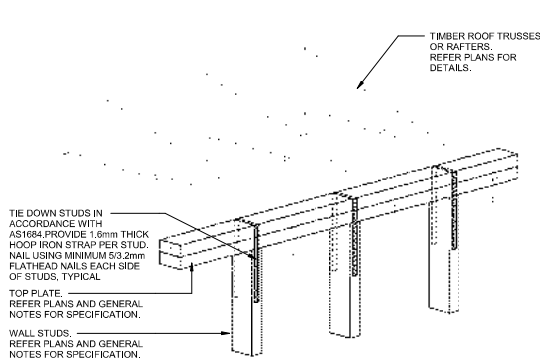 TIMBER ROOF TRUSSES
OR RAFTERS.
REFER PLANS FOR
DETAILS.
TIE DOWN STUDS IN
ACCORDANCE WITH
AS1684.PROVIDE 1.6mm THICK
HOOP IRON STRAP PER STUD.
NAIL USING MINIMUM 5/3.2mm
FLATHEAD NAILS EACH SIDE
OF STUDS, TYPICAL
TOP PLATE.
REFER PLANS AND GENERAL
NOTES FOR SPECIFICATION.
WALL STUDS.
REFER PLANS AND GENERAL
NOTES FOR SPECIFICATION.